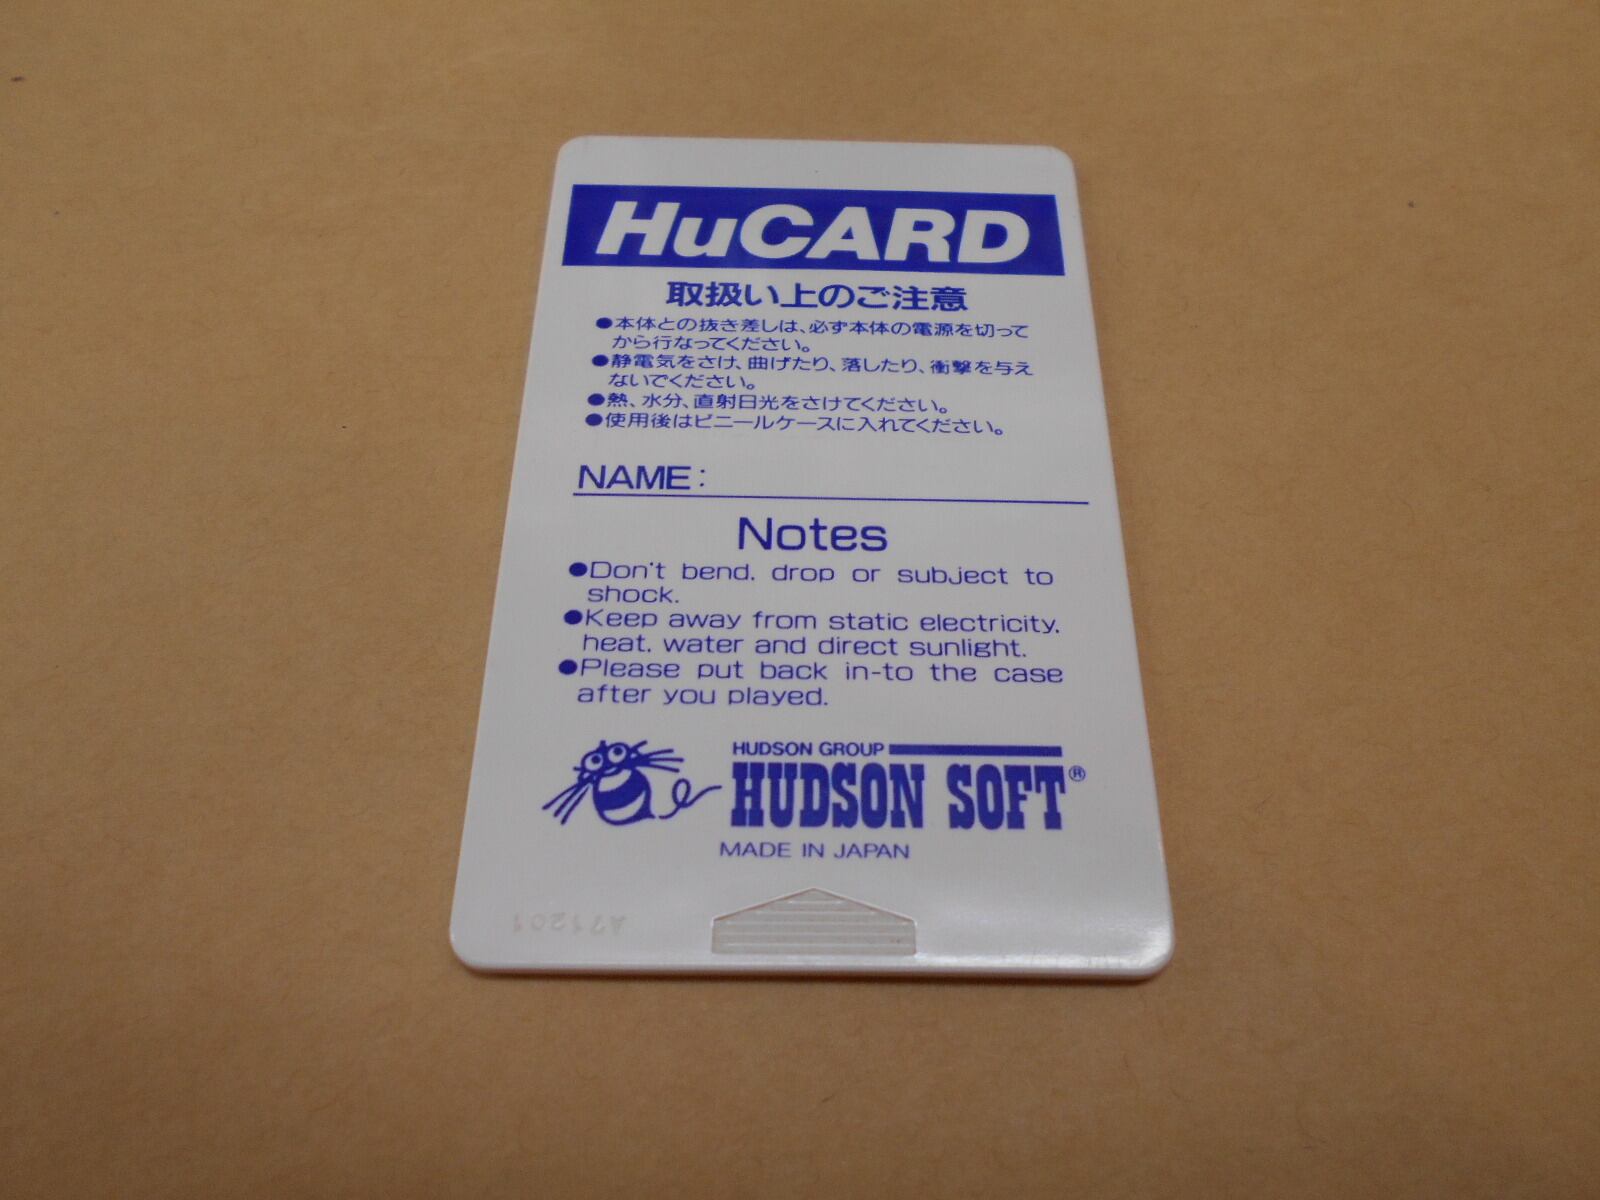 HuCARD
取扱い上のご注意
●本体との抜き差しは、必ず本体の電源を切って
から行なってください。
●静電気をさけ、曲げたり、落したり、衝撃を与え
ないでください。
●熱、水分、直射日光をさけてください。
●使用後はビニールケースに入れてください。
NAME:
Notes
●Don't bend. drop or subject to
shock.
●Keep away from static electricity.
heat. water and direct sunlight.
●Please put back in-to the case
after you played.
HUDSON GROUP
HUDSON SOFT®
MADE IN JAPAN
A71201